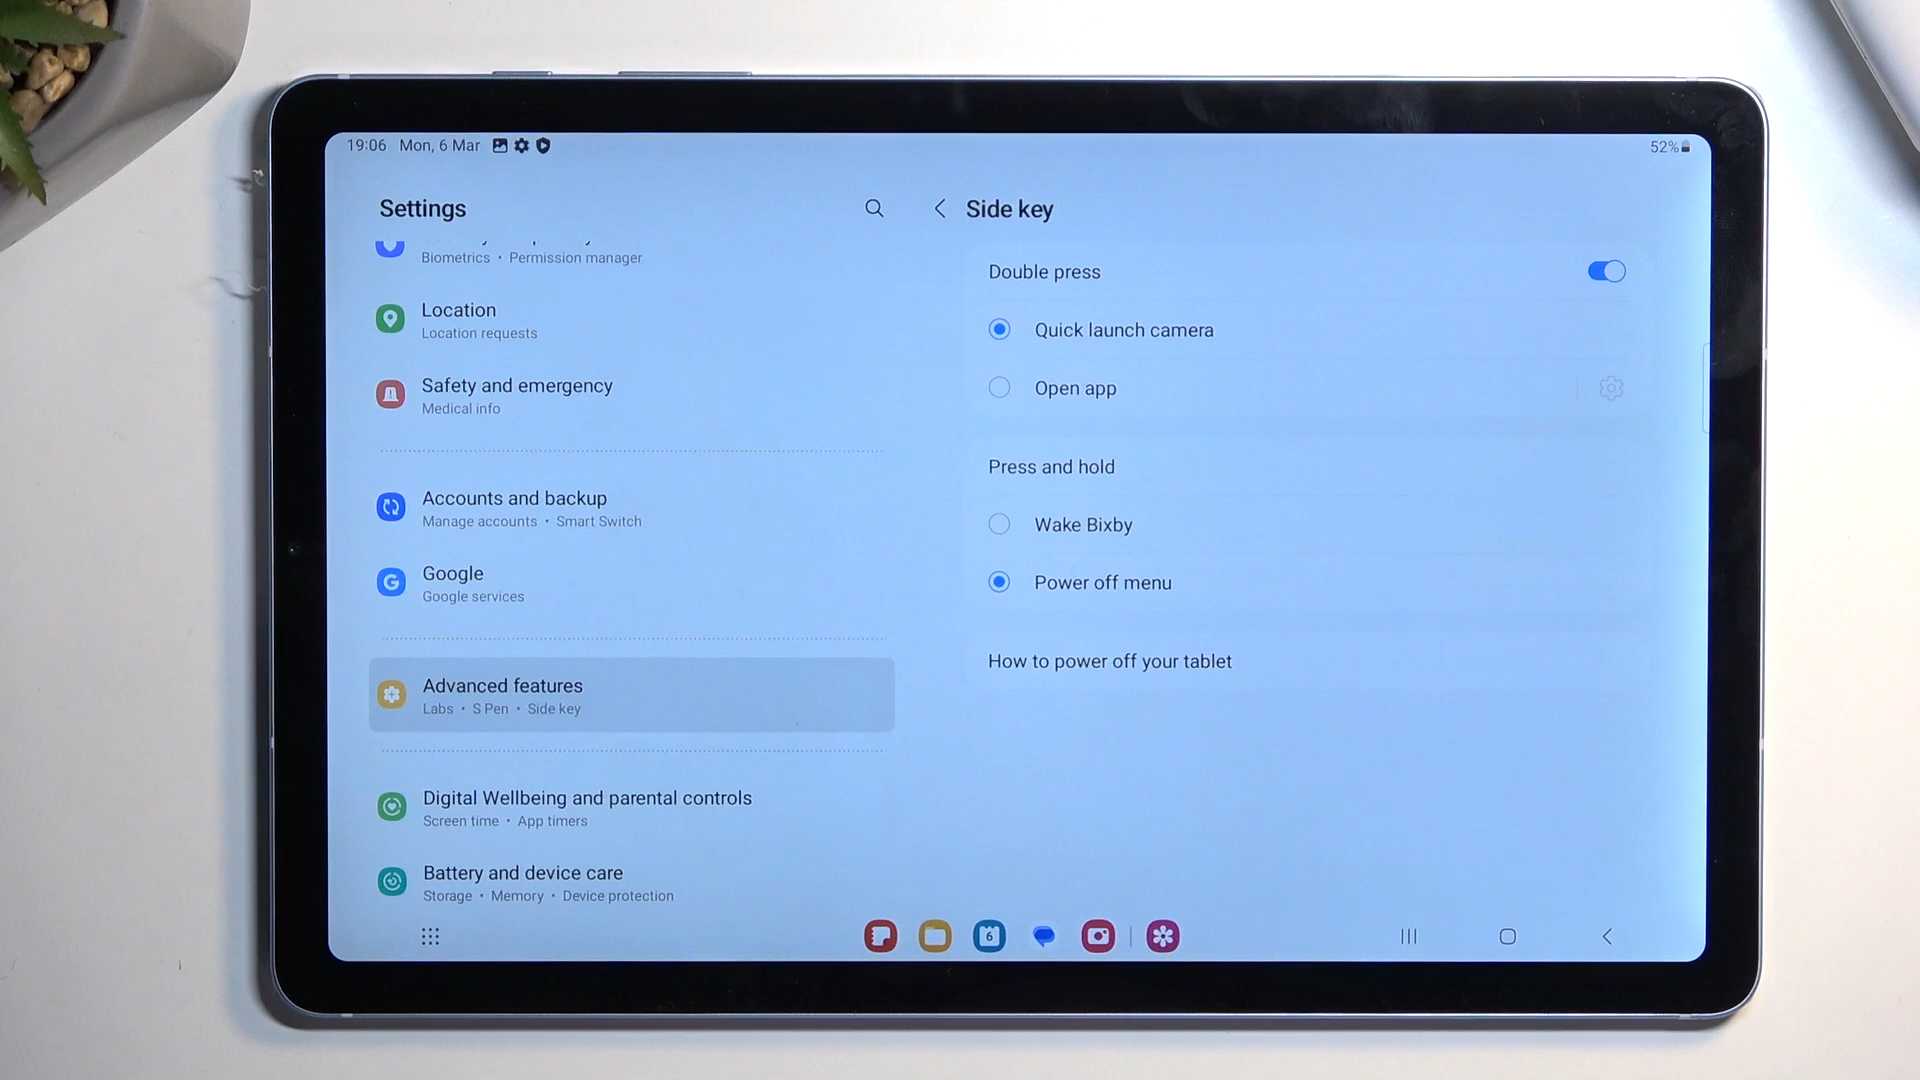 19:06 Mon, 6 Mar
52%
Settings
Biometrics • Permission manager
Location
Location requests
Safety and emergency
Medical info
Accounts and backup
Manage accounts • Smart Switch
Google
Google services
Advanced features
Labs • S Pen • Side key
Digital Wellbeing and parental controls
Screen time • App timers
Battery and device care
Storage • Memory • Device protection
Side key
Double press
Quick launch camera
Open app
Press and hold
Wake Bixby
Power off menu
How to power off your tablet
6